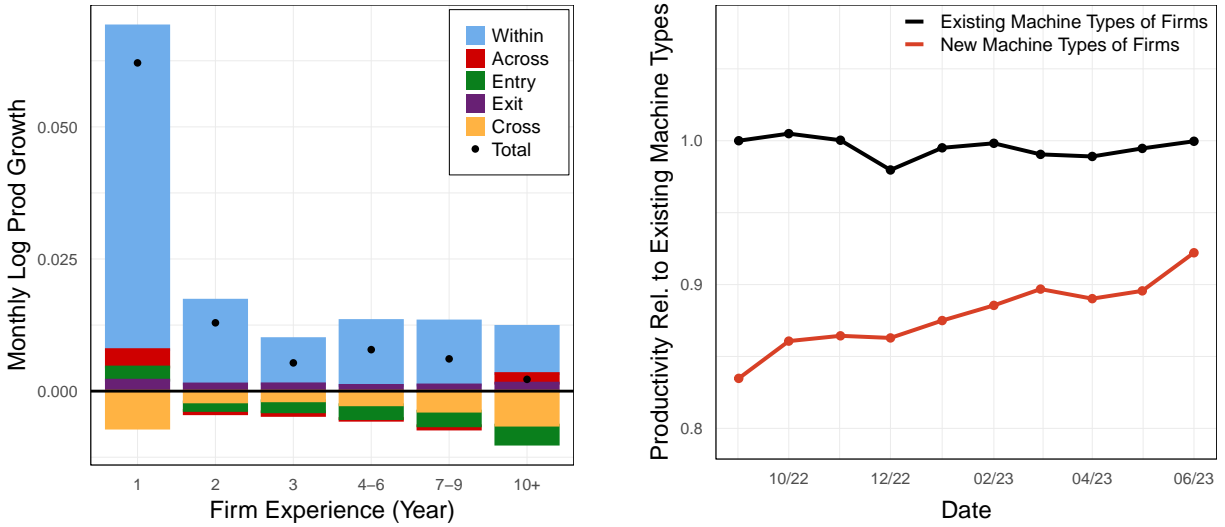 Monthly Log Prod Growth
0.050
0.025
0.000
Within
Across
Entry
Exit
Cross
Total
1 2 3 4–6 7–9 10+
Firm Experience (Year)
Productivity Rel. to Existing Machine Types
1.0
0.9
0.8
Existing Machine Types of Firms
New Machine Types of Firms
10/22 12/22 02/23 04/23 06/23
Date